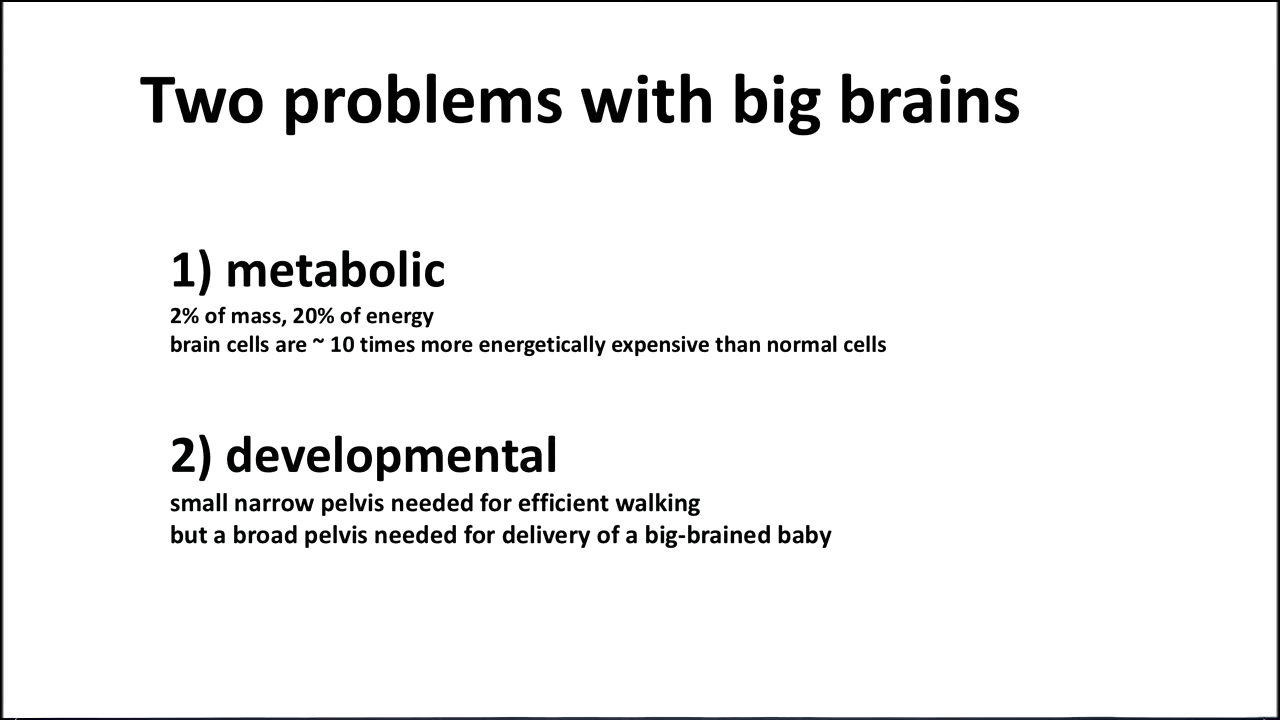 Two problems with big brains
1) metabolic
2% of mass, 20% of energy
brain cells are ~ 10 times more energetically expensive than normal cells
2) developmental
small narrow pelvis needed for efficient walking
but a broad pelvis needed for delivery of a big-brained baby